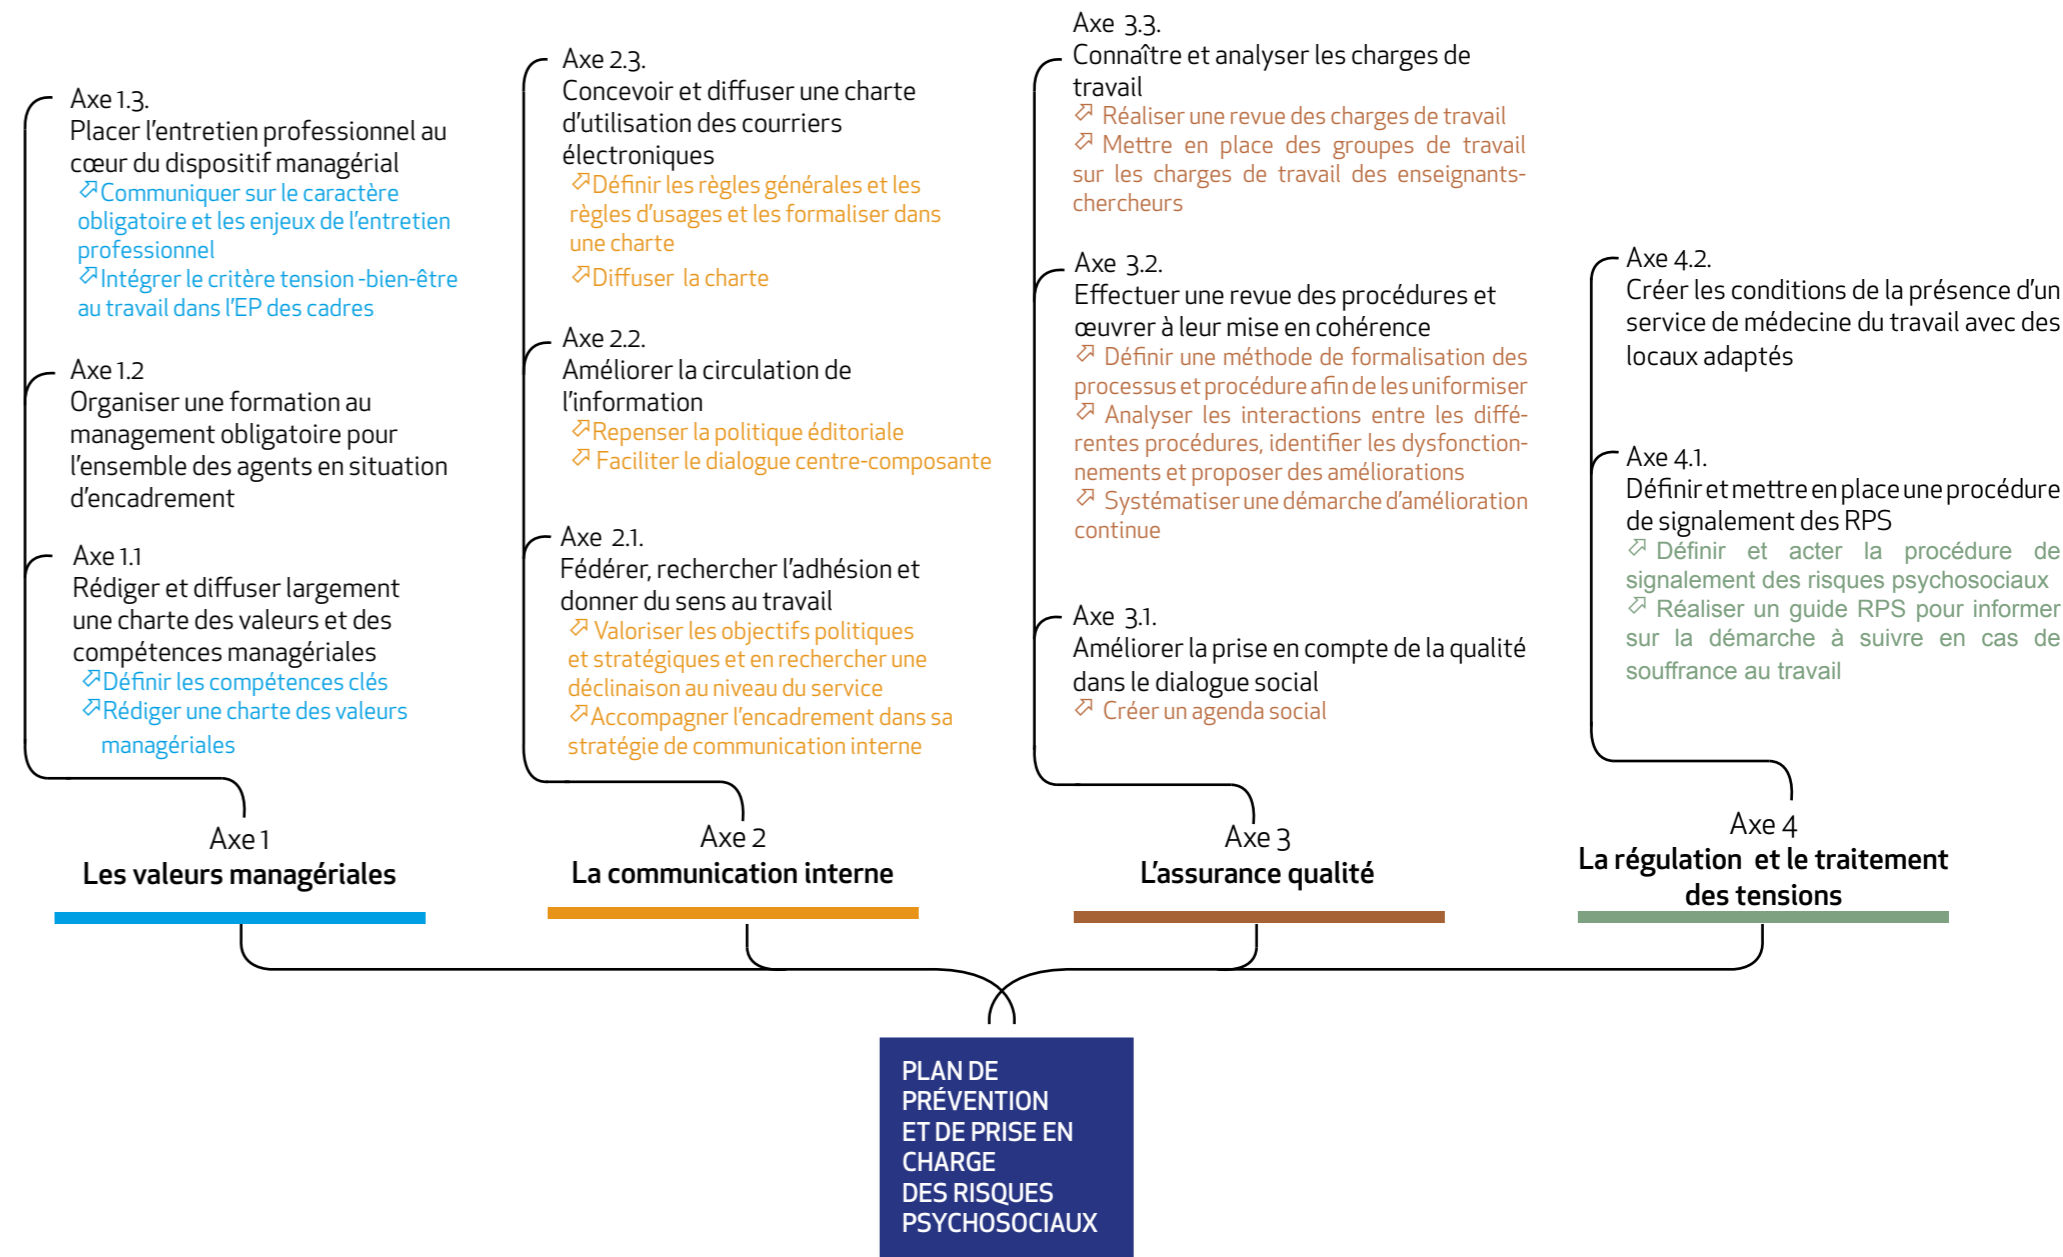 Axe 1.3.
Placer l'entretien professionnel au
cœur du dispositif managérial
⬀Communiquer sur le caractère
obligatoire et les enjeux de l'entretien
professionnel
⬀Intégrer le critère tension -bien-être
au travail dans l'EP des cadres
Axe 1.2
Organiser une formation au
management obligatoire pour
l'ensemble des agents en situation
d'encadrement
Axe 1.1
Rédiger et diffuser largement
une charte des valeurs et des
compétences managériales
⬀Définir les compétences clés
⬀Rédiger une charte des valeurs
managériales
Axe 1
Les valeurs managériales
Axe 2.3.
Concevoir et diffuser une charte
d'utilisation des courriers
électroniques
⬀Définir les règles générales et les
règles d'usages et les formaliser dans
une charte
⬀Diffuser la charte
Axe 2.2.
Améliorer la circulation de
l'information
⬀Repenser la politique éditoriale
⬀ Faciliter le dialogue centre-composante
Axe 2.1.
Fédérer, rechercher l'adhésion et
donner du sens au travail
⬀ Valoriser les objectifs politiques
et stratégiques et en rechercher une
déclinaison au niveau du service
⬀Accompagner l'encadrement dans sa
stratégie de communication interne
Axe 2
La communication interne
Axe 3.3.
Connaître et analyser les charges de
travail
⬀ Réaliser une revue des charges de travail
⬀ Mettre en place des groupes de travail
sur les charges de travail des enseignants-
chercheurs
Axe 3.2.
Effectuer une revue des procédures et
œuvrer à leur mise en cohérence
⬀ Définir une méthode de formalisation des
processus et procédure afin de les uniformiser
⬀ Analyser les interactions entre les diffé-
rentes procédures, identifier les dysfonction-
nements et proposer des améliorations
⬀ Systématiser une démarche d'amélioration
continue
Axe 3.1.
Améliorer la prise en compte de la qualité
dans le dialogue social
⬀ Créer un agenda social
Axe 3
L'assurance qualité
Axe 4.2.
Créer les conditions de la présence d'un
service de médecine du travail avec des
locaux adaptés
Axe 4.1.
Définir et mettre en place une procédure
de signalement des RPS
⬀ Définir et acter la procédure de
signalement des risques psychosociaux
⬀ Réaliser un guide RPS pour informer
sur la démarche à suivre en cas de
souffrance au travail
Axe 4
La régulation et le traitement
des tensions
PLAN DE
PRÉVENTION
ET DE PRISE EN
CHARGE
DES RISQUES
PSYCHOSOCIAUX